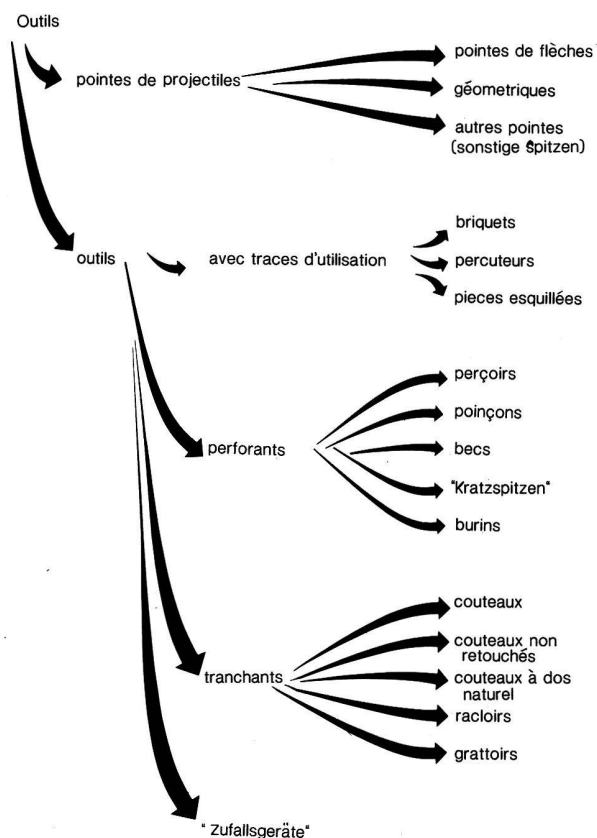 Outils
pointes de projectiles
pointes de flèches
géometriques
autres pointes
(sonstige Spitzen)
outils
avec traces d'utilisation
briquets
percuteurs
pieces esquillées
perforants
perçoirs
poinçons
becs
"Kratzspitzen"
burins
tranchants
couteaux
couteaux non
retouchés
couteaux à dos
naturel
racloirs
grattoirs
"Zufallsgeräte"